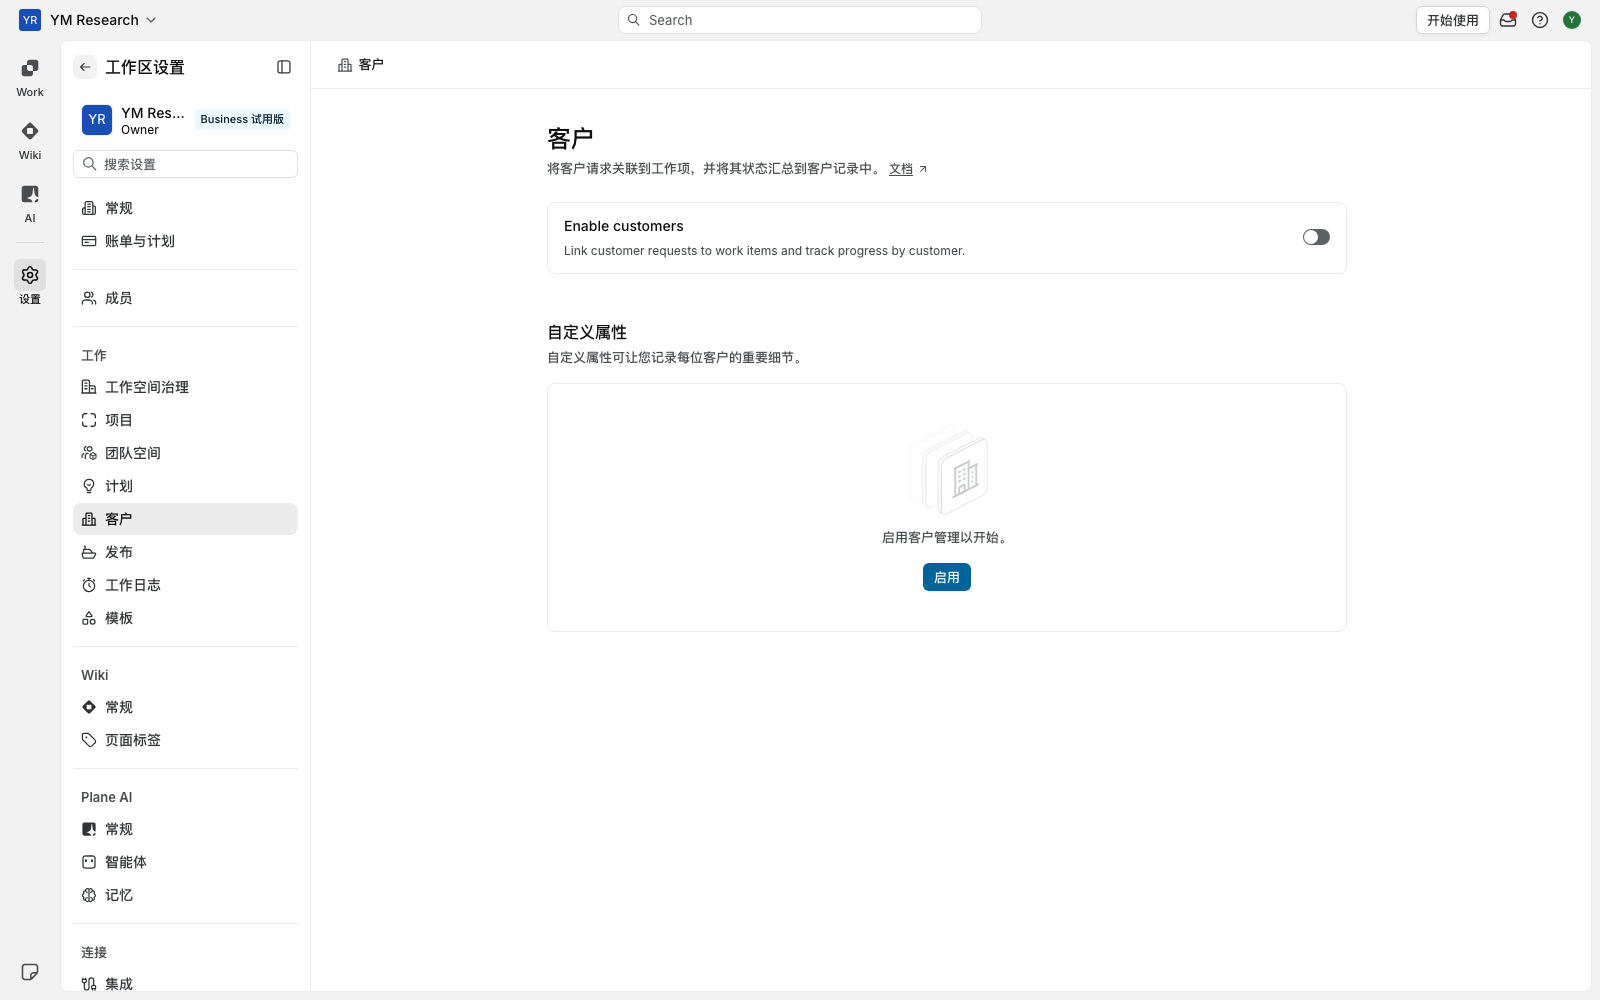 YR YM Research
Search
开始使用
Y
Work
Wiki
AI
设置
工作区设置
YR YM Res... Business 试用版
Owner
搜索设置
常规
账单与计划
成员
工作
工作空间治理
项目
团队空间
计划
客户
发布
工作日志
模板
Wiki
常规
页面标签
Plane AI
常规
智能体
记忆
连接
集成
客户
客户
将客户请求关联到工作项，并将其状态汇总到客户记录中。 文档
Enable customers
Link customer requests to work items and track progress by customer.
自定义属性
自定义属性可让您记录每位客户的重要细节。
启用客户管理以开始。
启用